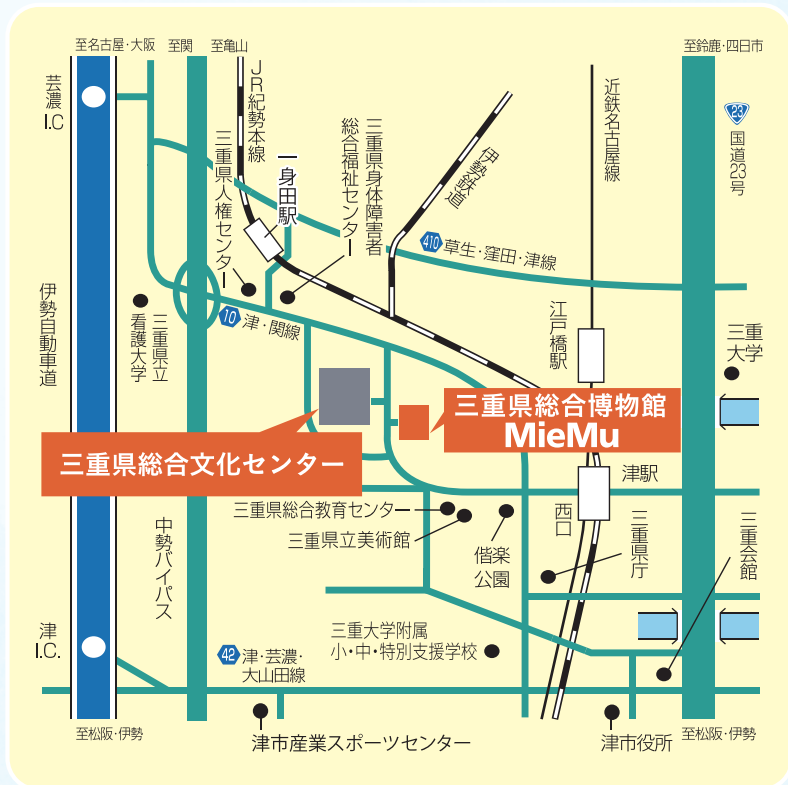 至名古屋・大阪
至関
至亀山
至鈴鹿・四日市
芸濃
I.C
JR紀勢本線
三重県人権センター
一身田駅
三重県身体障害者
総合福祉センター
伊勢鉄道
近鉄名古屋線
23
国道23号
410
草生・窪田・津線
伊勢自動車道
三重県立
看護大学
10
津・関線
江戸橋駅
三重
大学
三重県総合博物館
MieMu
三重県総合文化センター
津駅
西口
三重県総合教育センター
三重県立美術館
偕楽
公園
三重県庁
三重会館
中勢バイパス
津
I.C.
42
津・芸濃・
大山田線
三重大学附属
小・中・特別支援学校
至松阪・伊勢
津市産業スポーツセンター
津市役所
至松阪・伊勢